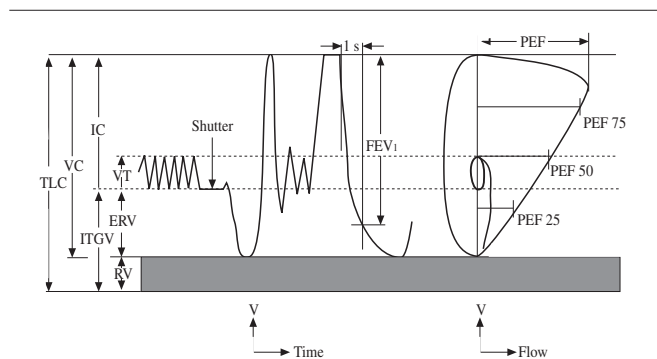 PEF
1 s
PEF 75
IC
Shutter
FEV1
VC
VT
PEF 50
TLC
ERV
PEF 25
ITGV
RV
V
V
Time
Flow